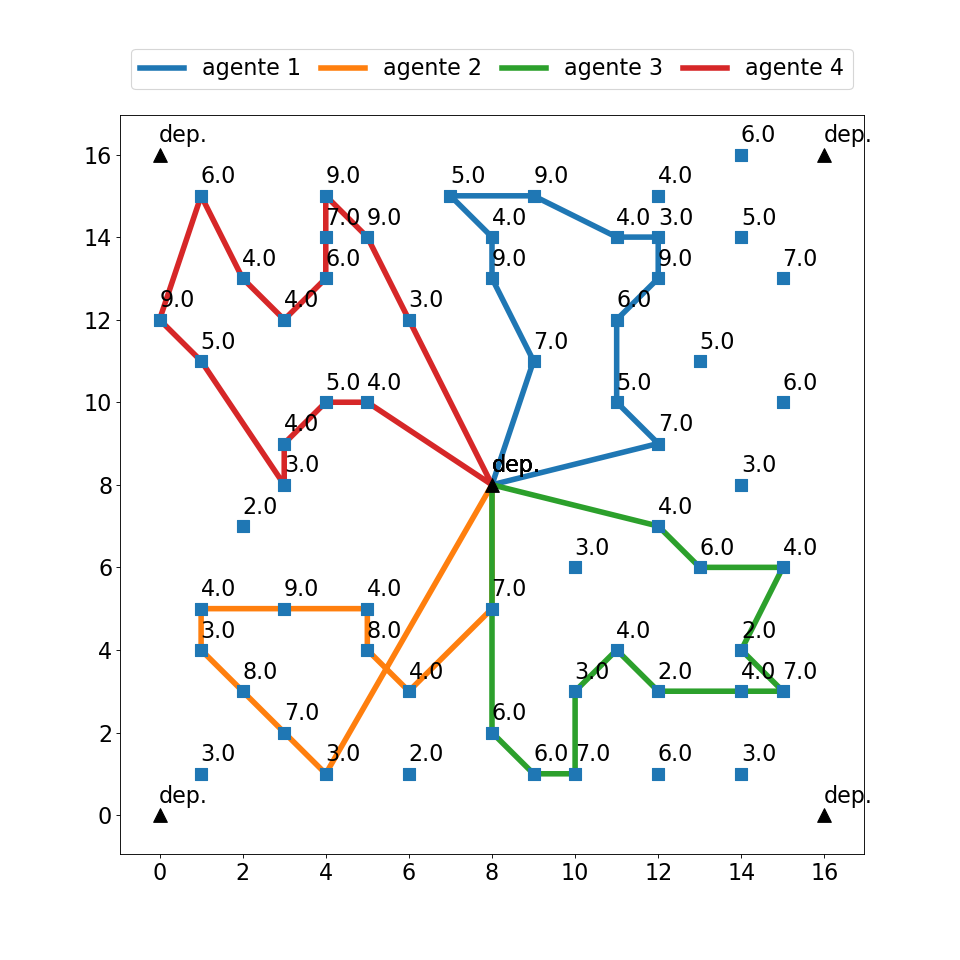 agente 1 agente 2 agente 3 agente 4
dep. 6.0 dep.
16
6.0 9.0 5.0 9.0 4.0
7.0 9.0 4.0 4.0 3.0 5.0
14
4.0 6.0 9.0 9.0 7.0
9.0 4.0 3.0 6.0
12
5.0 7.0 5.0
5.0 4.0 5.0 6.0
10
4.0 7.0
3.0 dep. 3.0
8
2.0 4.0
3.0 6.0 4.0
6
4.0 9.0 4.0 7.0
3.0 8.0 4.0 2.0
4
8.0 4.0 3.0 2.0 4.0 7.0
7.0 6.0
2
3.0 3.0 2.0 6.0 7.0 6.0 3.0
dep. dep.
0
0 2 4 6 8 10 12 14 16